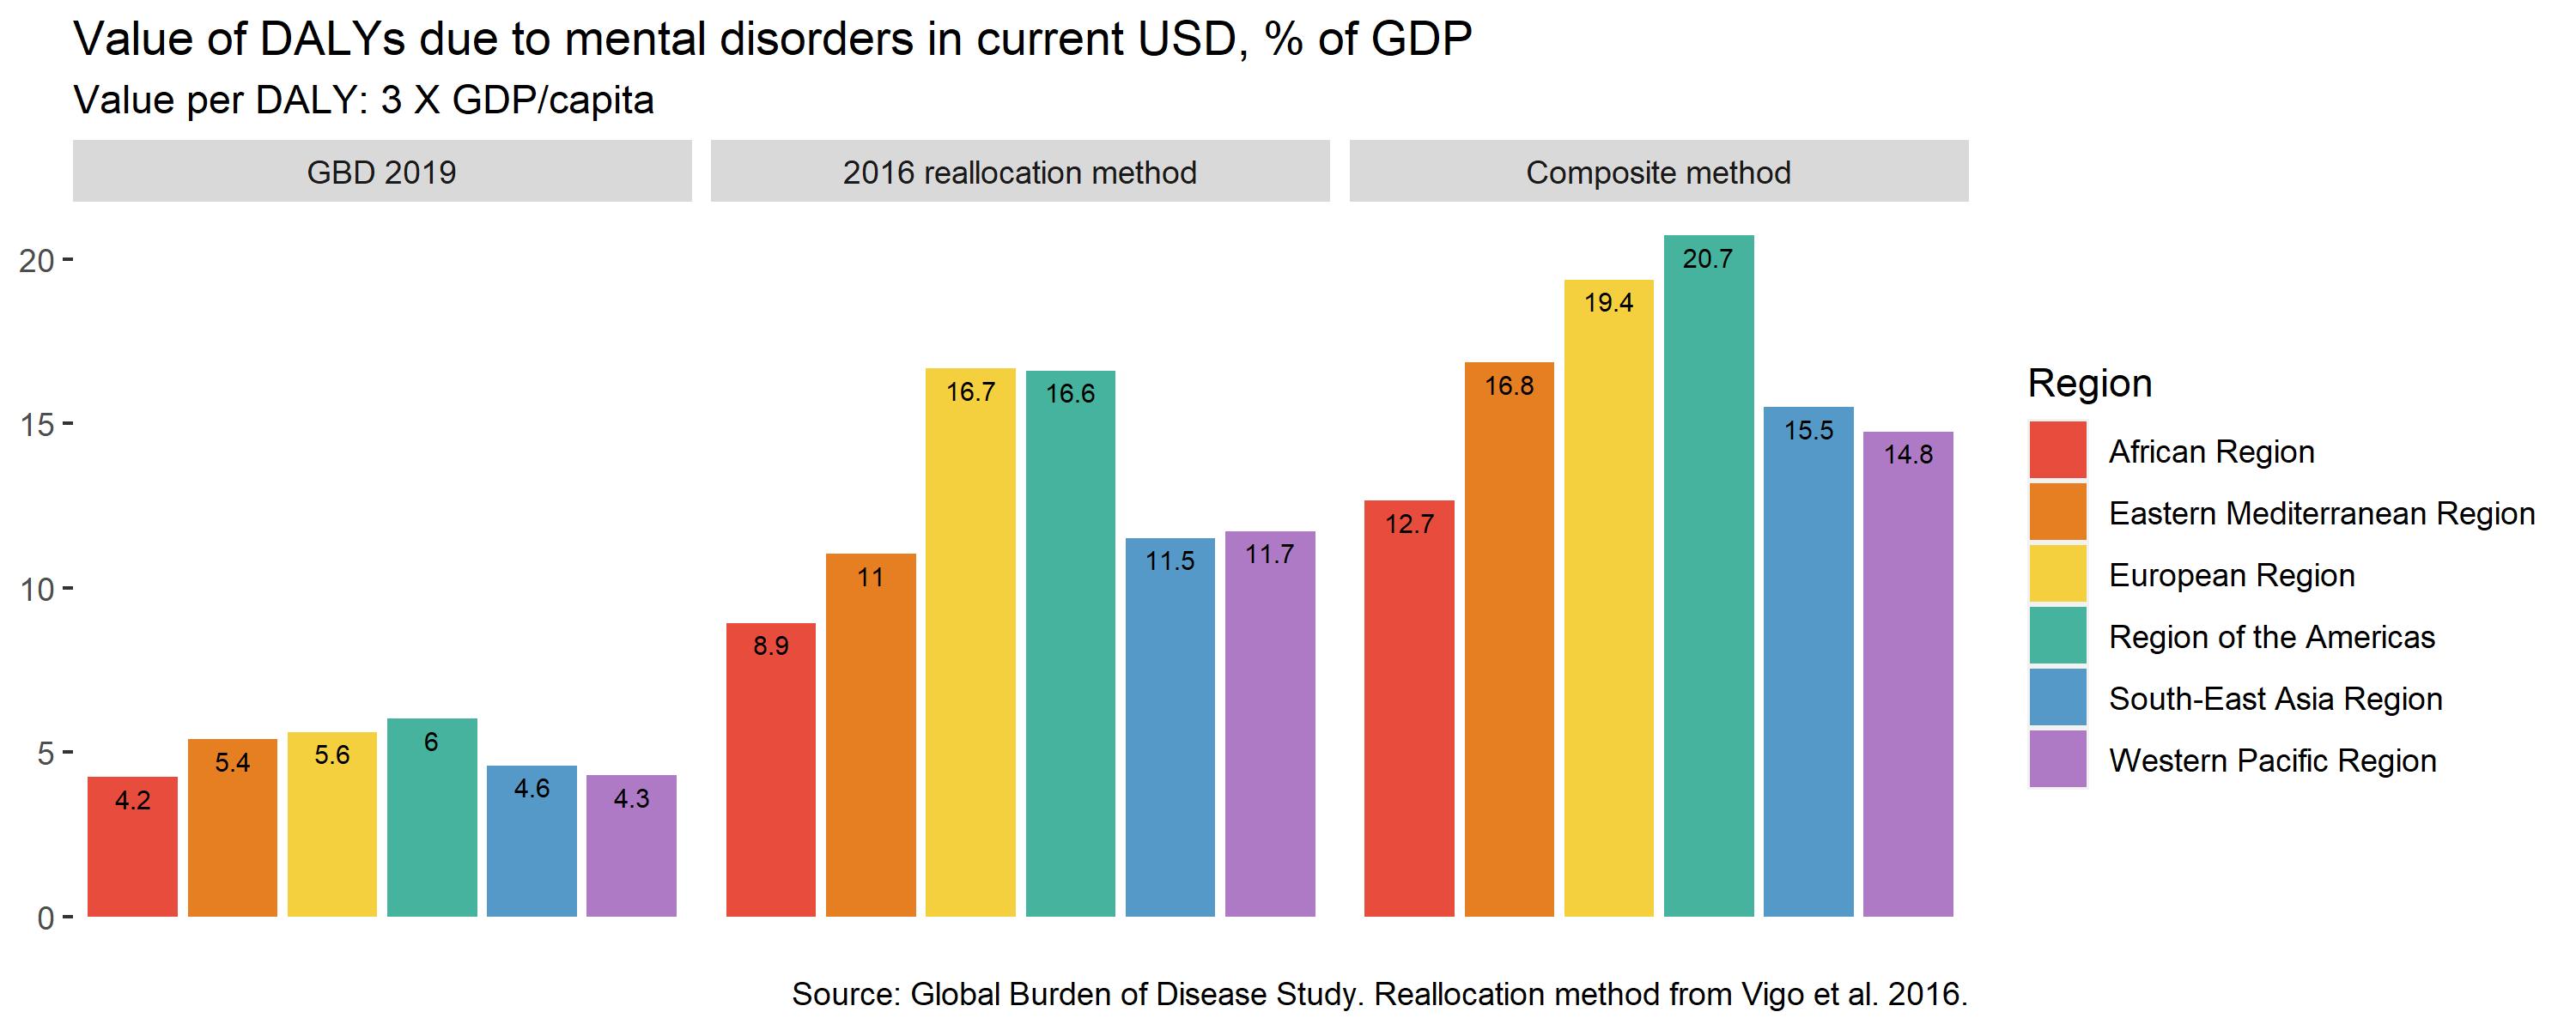 Value of DALYs due to mental disorders in current USD, % of GDP
Value per DALY: 3 X GDP/capita
GBD 2019
2016 reallocation method
Composite method
20
15
10
5
0
4.2
5.4
5.6
6
4.6
4.3
8.9
11
16.7
16.6
11.5
11.7
12.7
16.8
19.4
20.7
15.5
14.8
Region
African Region
Eastern Mediterranean Region
European Region
Region of the Americas
South-East Asia Region
Western Pacific Region
Source: Global Burden of Disease Study. Reallocation method from Vigo et al. 2016.